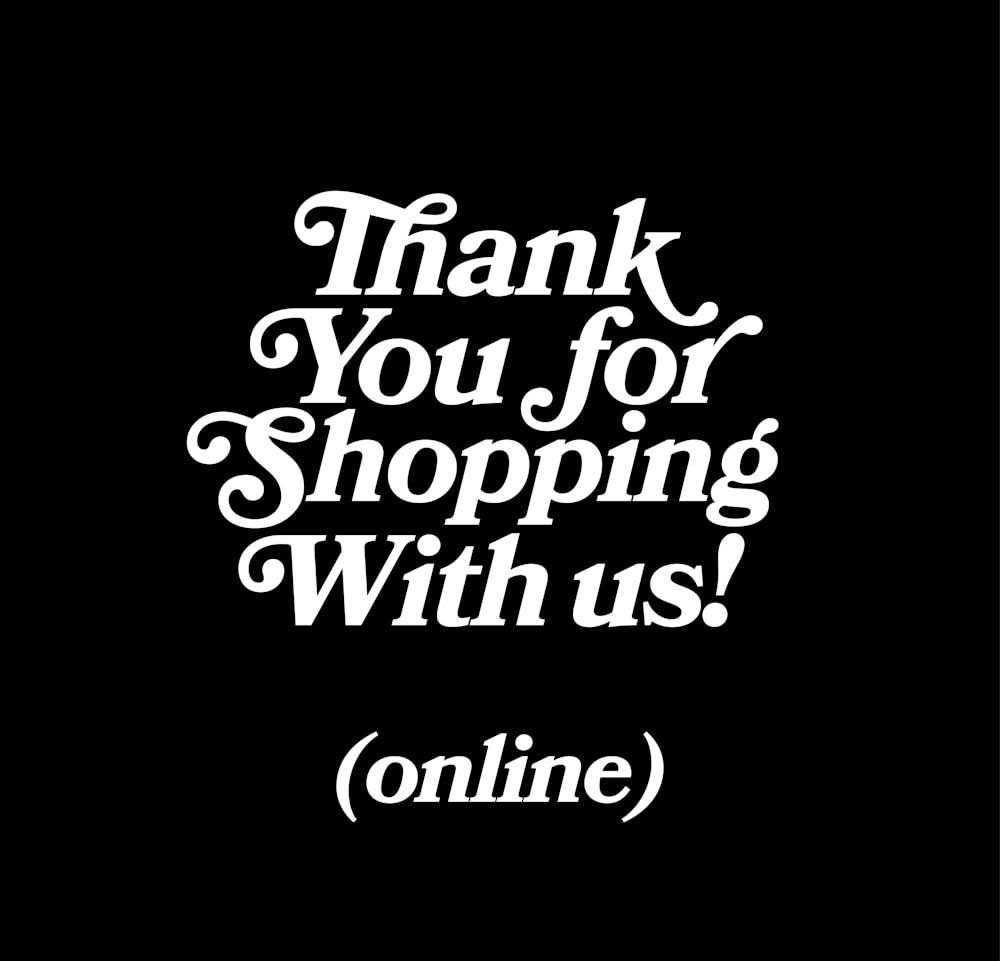 Thank
You for
Shopping
With us!
(online)